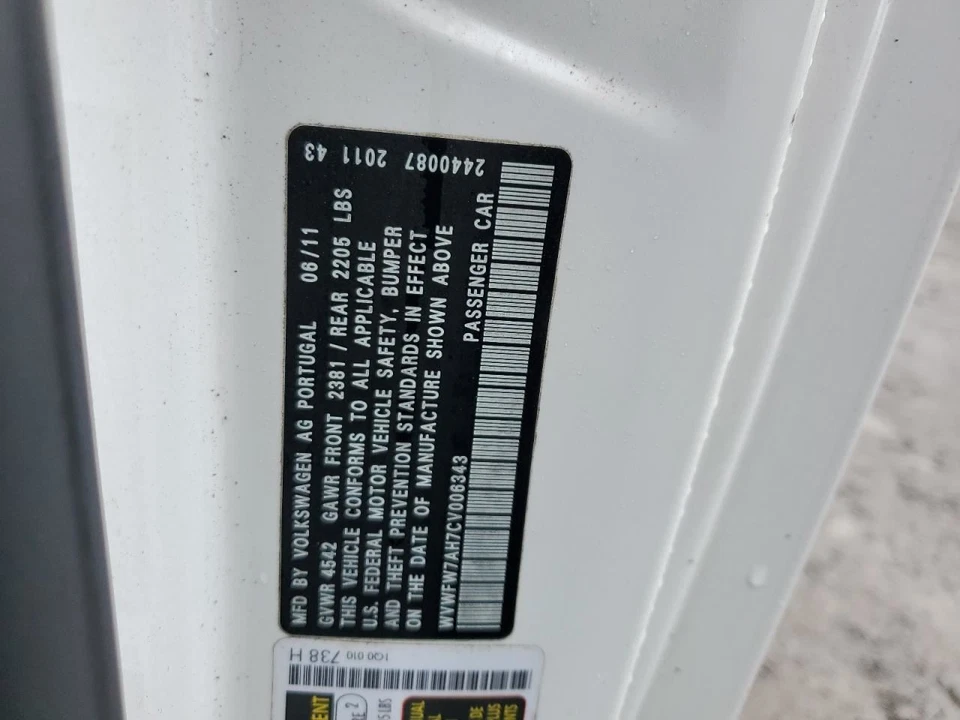 MFD BY VOLKSWAGEN AG PORTUGAL 06/11
GVWR 4542 GAWR FRONT 2381 / REAR 2205 LBS
THIS VEHICLE CONFORMS TO ALL APPLICABLE
U.S. FEDERAL MOTOR VEHICLE SAFETY, BUMPER
AND THEFT PREVENTION STANDARDS IN EFFECT
ON THE DATE OF MANUFACTURE SHOWN ABOVE
WVWFW7AH7CV006343 PASSENGER CAR
2440087 2011 43
1Q0 010 738 H